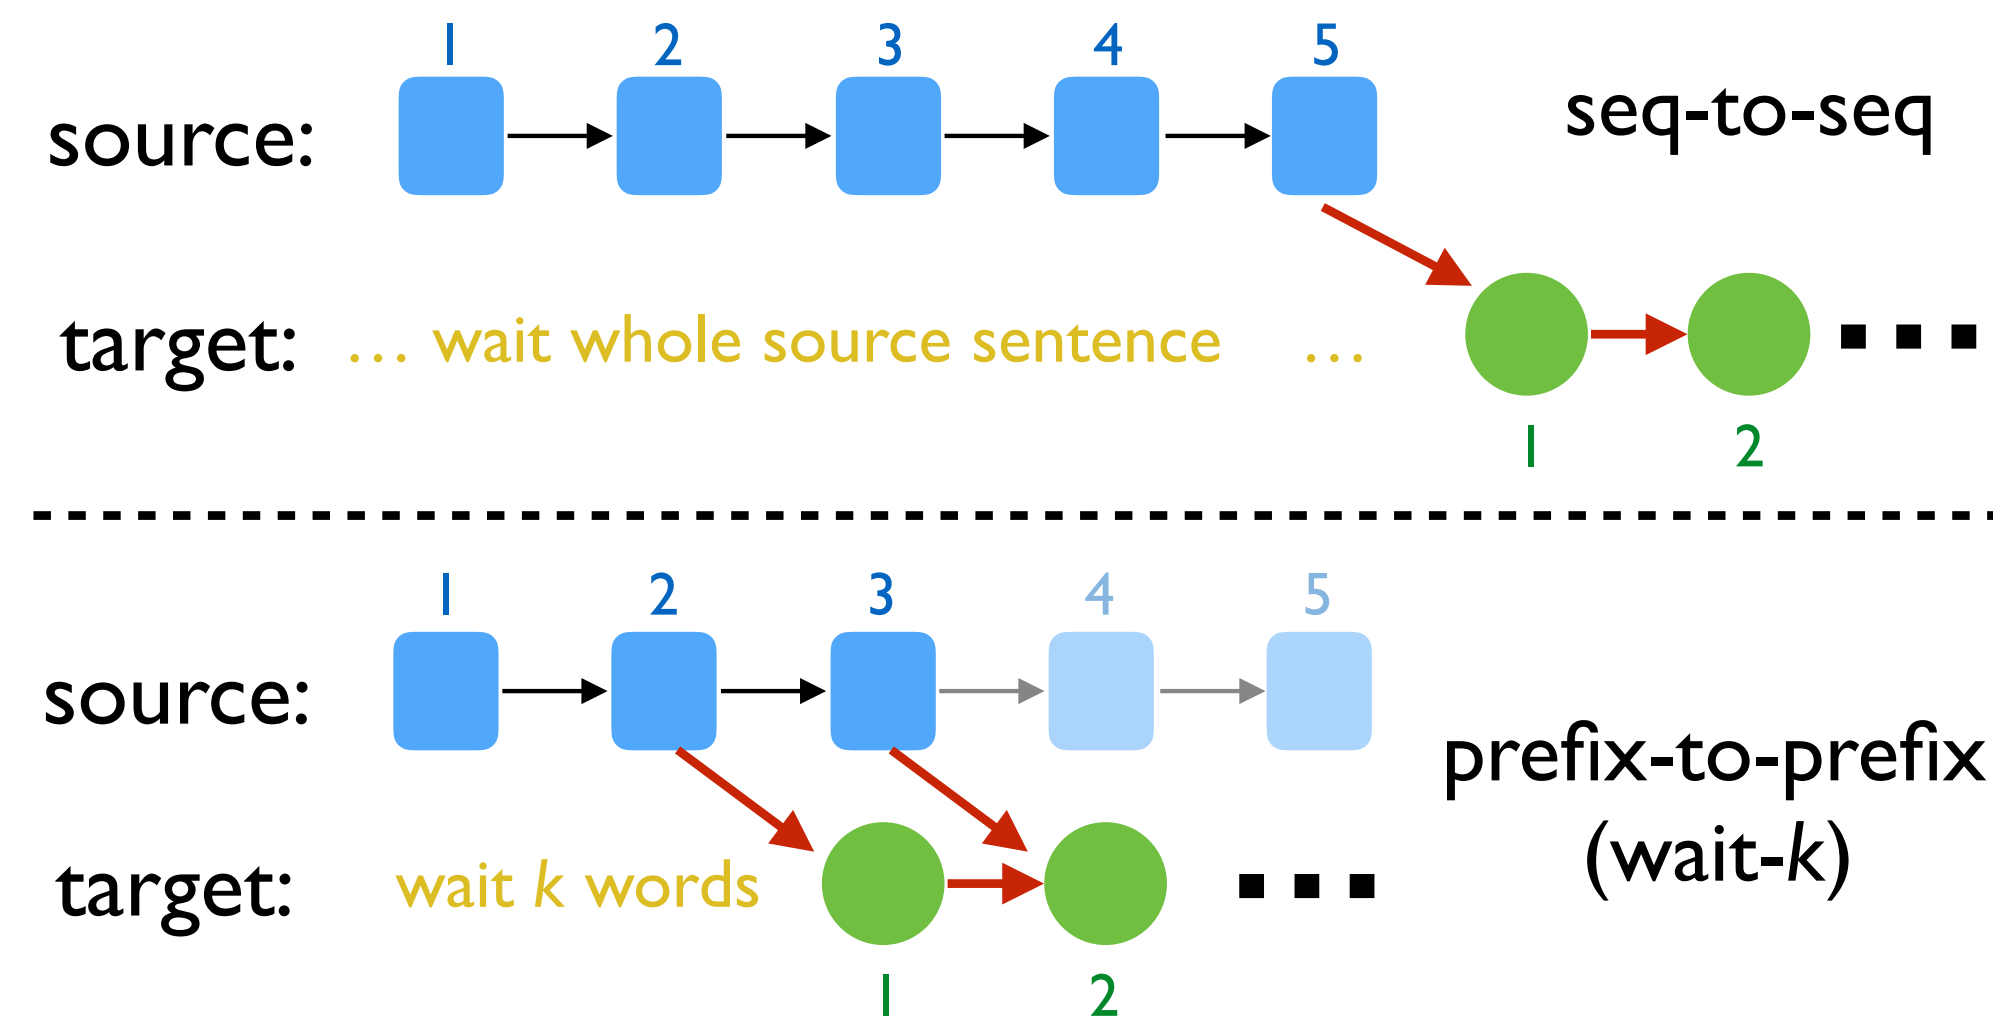 1 2 3 4 5
source:
seq-to-seq
target: … wait whole source sentence …
1 2
1 2 3 4 5
source:
prefix-to-prefix
(wait-k)
target: wait k words
1 2